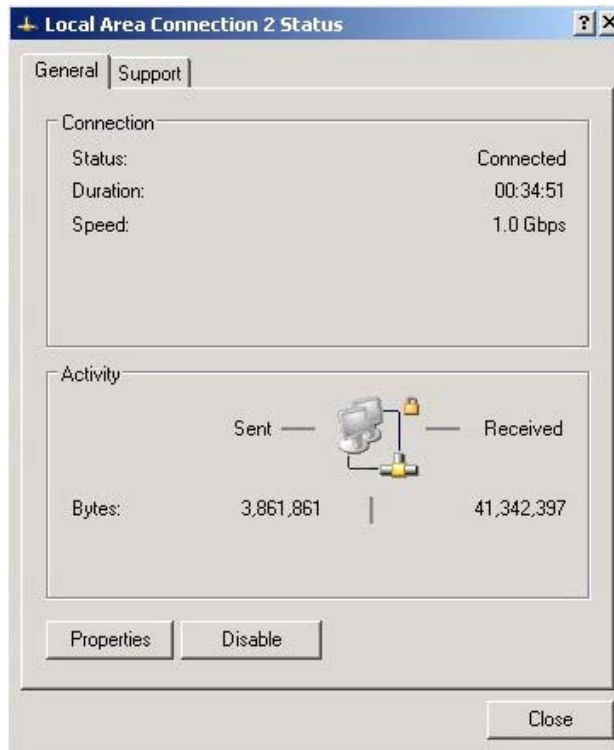 Local Area Connection 2 Status
General Support
Connection
Status: Connected
Duration: 00:34:51
Speed: 1.0 Gbps
Activity
Sent Received
Bytes: 3,861,861 41,342,397
Properties Disable
Close